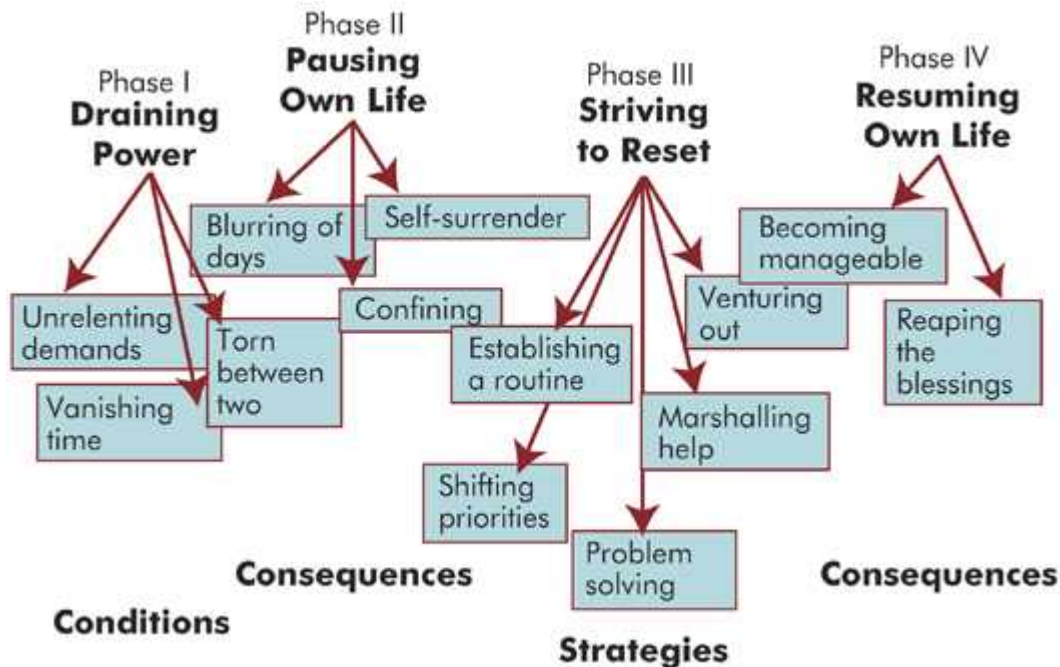 Phase I
Draining
Power
Unrelenting
demands
Vanishing
time
Torn
between
two
Conditions
Phase II
Pausing
Own Life
Blurring of
days
Self-surrender
Confining
Consequences
Phase III
Striving
to Reset
Establishing
a routine
Shifting
priorities
Problem
solving
Marshalling
help
Venturing
out
Strategies
Phase IV
Resuming
Own Life
Becoming
manageable
Reaping
the
blessings
Consequences